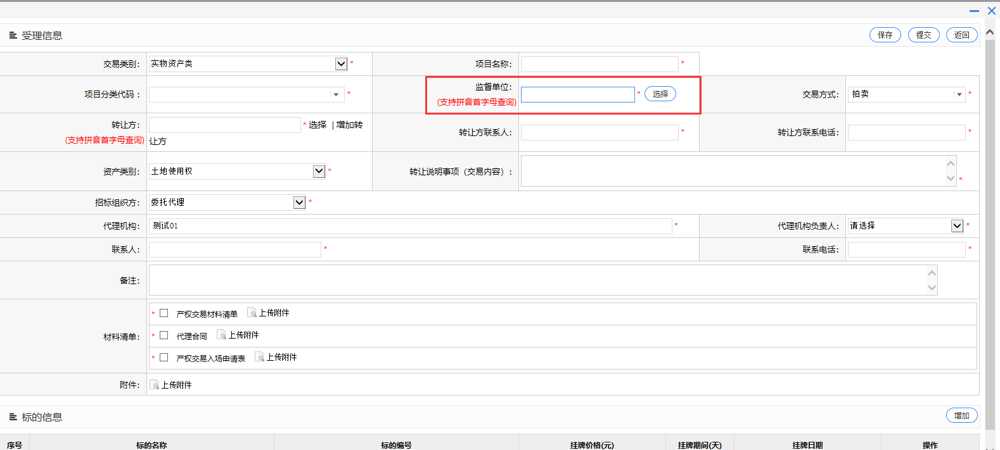 受理信息
保存 提交 返回
交易类别： 实物资产类 * 项目名称： *
项目分类代码： * 监督单位：
(支持拼音首字母查询) * 选择 交易方式： 拍卖 *
转让方：
(支持拼音首字母查询) * 选择 | 增加转
让方 转让方联系人： * 转让方联系电话： *
资产类别： 土地使用权 * 转让说明事项（交易内容）： *
招标组织方： 委托代理 *
代理机构： 测试01 * 代理机构负责人： 请选择 *
联系人： * 联系电话： *
备注：
材料清单：
* 产权交易材料清单 上传附件
* 代理合同 上传附件
* 产权交易入场申请表 上传附件
附件： 上传附件
标的信息 增加
序号 标的名称 标的编号 挂牌价格(元) 挂牌期间(天) 挂牌日期 操作